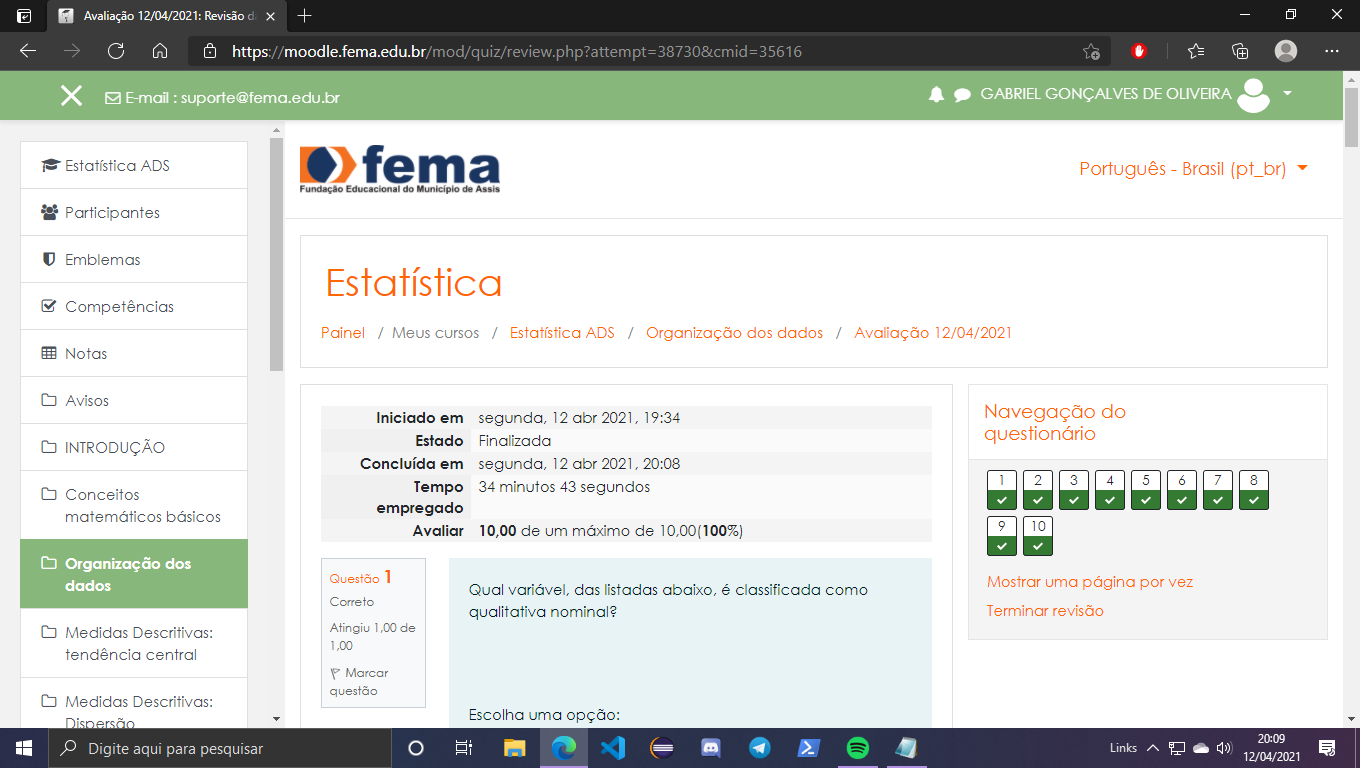 Avaliação 12/04/2021: Revisão da
https://moodle.fema.edu.br/mod/quiz/review.php?attempt=38730&cmid=35616
E-mail : suporte@fema.edu.br
GABRIEL GONÇALVES DE OLIVEIRA
Estatística ADS
Participantes
Emblemas
Competências
Notas
Avisos
INTRODUÇÃO
Conceitos
matemáticos básicos
Organização dos
dados
Medidas Descritivas:
tendência central
Medidas Descritivas:
Dispersão
fema
Fundação Educacional do Município de Assis
Português - Brasil (pt_br)
Estatística
Painel / Meus cursos / Estatística ADS / Organização dos dados / Avaliação 12/04/2021
Iniciado em segunda, 12 abr 2021, 19:34
Estado Finalizada
Concluída em segunda, 12 abr 2021, 20:08
Tempo 34 minutos 43 segundos
empregado
Avaliar 10,00 de um máximo de 10,00(100%)
Questão 1
Correto
Atingiu 1,00 de
1,00
Marcar
questão
Qual variável, das listadas abaixo, é classificada como
qualitativa nominal?
Escolha uma opção:
Navegação do
questionário
1 2 3 4 5 6 7 8
9 10
Mostrar uma página por vez
Terminar revisão
Digite aqui para pesquisar
Links
20:09
12/04/2021